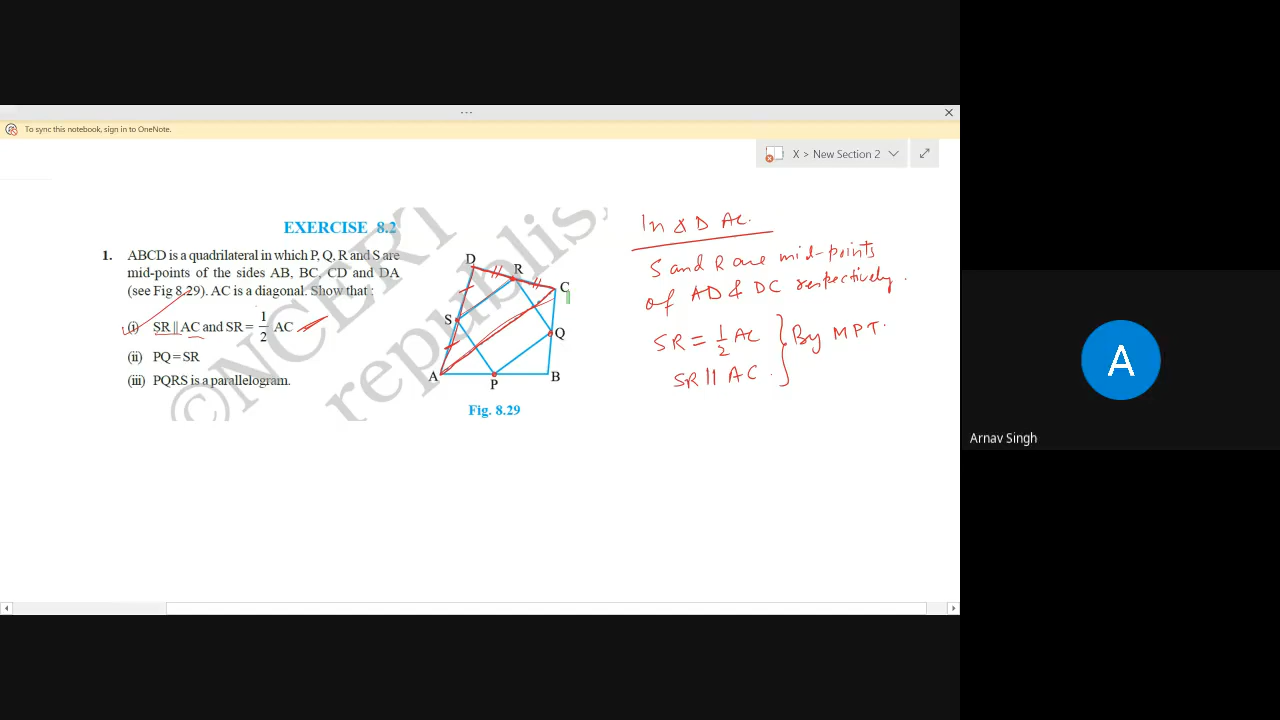 To sync this notebook, sign in to OneNote.
X > New Section 2
EXERCISE 8.2
1. ABCD is a quadrilateral in which P, Q, R and S are
mid-points of the sides AB, BC, CD and DA
(see Fig 8.29). AC is a diagonal. Show that :
(i) SR || AC and SR = 1/2 AC
(ii) PQ = SR
(iii) PQRS is a parallelogram.
D
R
C
S
Q
A
P
B
Fig. 8.29
© NCERT
republis
In △ D AC.
S and R are mid-points
of AD & DC respectively.
SR = 1/2 AC } By MPT.
SR || AC.
A
Arnav Singh